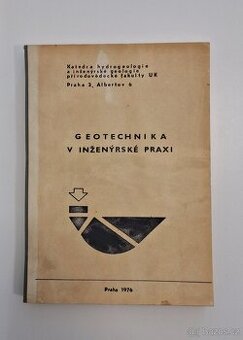 Katedra hydrogeologie
a inženýrské geologie
přírodovědecké fakulty UK
Praha 2, Albertov 6
GEOTECHNIKA
V INŽENÝRSKÉ PRAXI
Praha 1976